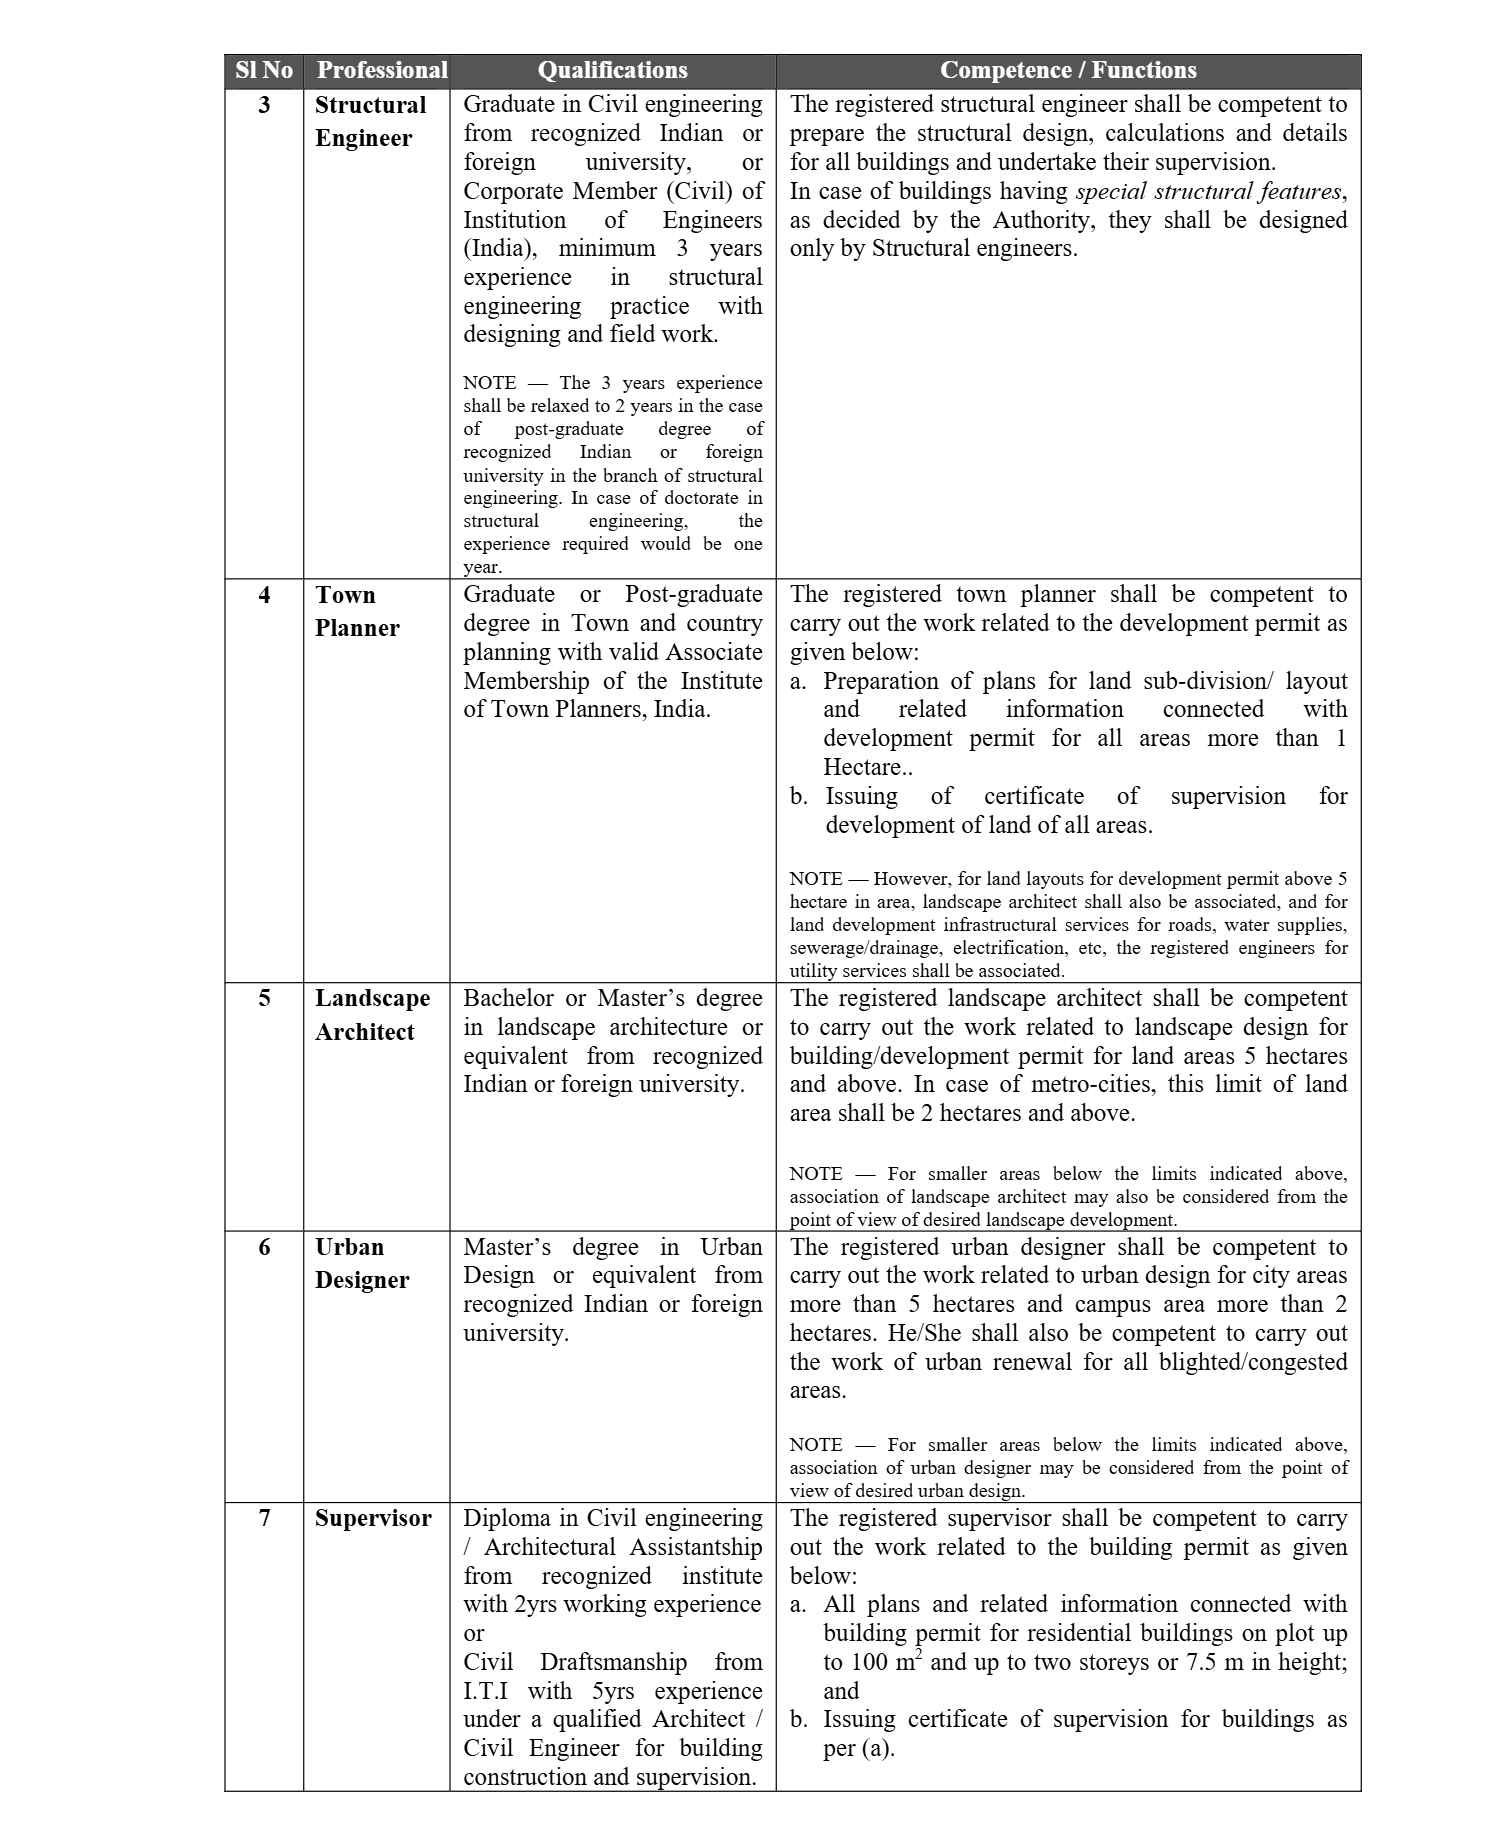 Sl No Professional Qualifications Competence / Functions
3
Structural
Engineer
Graduate in Civil engineering
from recognized Indian or
foreign university, or
Corporate Member (Civil) of
Institution of Engineers
(India), minimum 3 years
experience in structural
engineering practice with
designing and field work.
NOTE — The 3 years experience
shall be relaxed to 2 years in the case
of post-graduate degree of
recognized Indian or foreign
university in the branch of structural
engineering. In case of doctorate in
structural engineering, the
experience required would be one
year.
The registered structural engineer shall be competent to
prepare the structural design, calculations and details
for all buildings and undertake their supervision.
In case of buildings having special structural features,
as decided by the Authority, they shall be designed
only by Structural engineers.
4
Town
Planner
Graduate or Post-graduate
degree in Town and country
planning with valid Associate
Membership of the Institute
of Town Planners, India.
The registered town planner shall be competent to
carry out the work related to the development permit as
given below:
a. Preparation of plans for land sub-division/ layout
and related information connected with
development permit for all areas more than 1
Hectare..
b. Issuing of certificate of supervision for
development of land of all areas.
NOTE — However, for land layouts for development permit above 5
hectare in area, landscape architect shall also be associated, and for
land development infrastructural services for roads, water supplies,
sewerage/drainage, electrification, etc, the registered engineers for
utility services shall be associated.
5
Landscape
Architect
Bachelor or Master’s degree
in landscape architecture or
equivalent from recognized
Indian or foreign university.
The registered landscape architect shall be competent
to carry out the work related to landscape design for
building/development permit for land areas 5 hectares
and above. In case of metro-cities, this limit of land
area shall be 2 hectares and above.
NOTE — For smaller areas below the limits indicated above,
association of landscape architect may also be considered from the
point of view of desired landscape development.
6
Urban
Designer
Master’s degree in Urban
Design or equivalent from
recognized Indian or foreign
university.
The registered urban designer shall be competent to
carry out the work related to urban design for city areas
more than 5 hectares and campus area more than 2
hectares. He/She shall also be competent to carry out
the work of urban renewal for all blighted/congested
areas.
NOTE — For smaller areas below the limits indicated above,
association of urban designer may be considered from the point of
view of desired urban design.
7
Supervisor
Diploma in Civil engineering
/ Architectural Assistantship
from recognized institute
with 2yrs working experience
or
Civil Draftsmanship from
I.T.I with 5yrs experience
under a qualified Architect /
Civil Engineer for building
construction and supervision.
The registered supervisor shall be competent to carry
out the work related to the building permit as given
below:
a. All plans and related information connected with
building permit for residential buildings on plot up
to 100 m² and up to two storeys or 7.5 m in height;
and
b. Issuing certificate of supervision for buildings as
per (a).